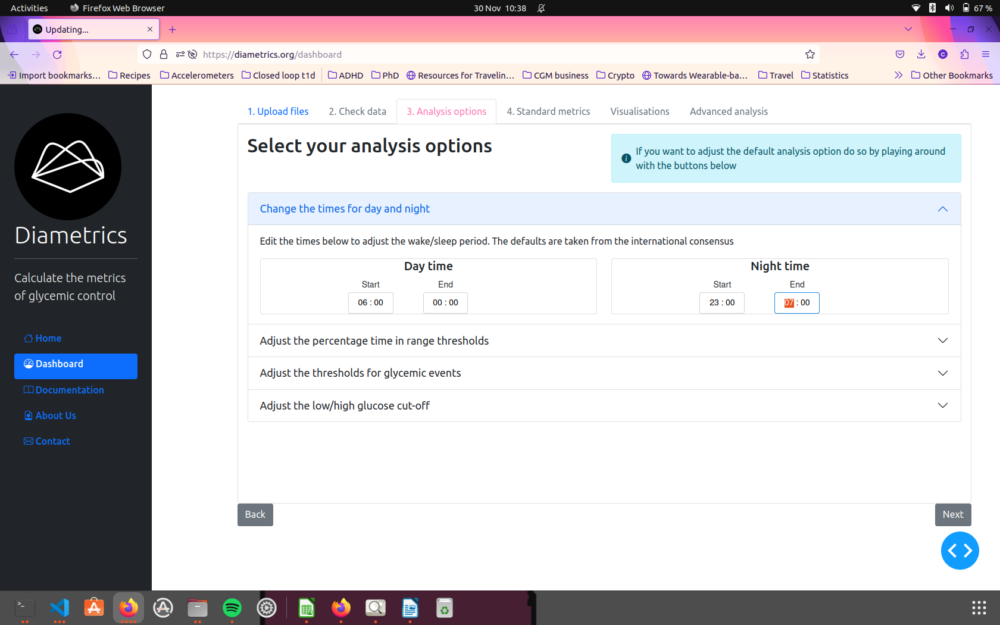 Activities Firefox Web Browser 30 Nov 10:38 67 %
Updating...
https://diametrics.org/dashboard
Import bookmarks... Recipes Accelerometers Closed loop t1d ADHD PhD Resources for Travelin... CGM business Crypto Towards Wearable-ba... Travel Statistics Other Bookmarks
Diametrics
Calculate the metrics
of glycemic control
Home
Dashboard
Documentation
About Us
Contact
1. Upload files 2. Check data 3. Analysis options 4. Standard metrics Visualisations Advanced analysis
Select your analysis options
If you want to adjust the default analysis option do so by playing around
with the buttons below
Change the times for day and night
Edit the times below to adjust the wake/sleep period. The defaults are taken from the international consensus
Day time
Start End
06 : 00 00 : 00
Night time
Start End
23 : 00 07 : 00
Adjust the percentage time in range thresholds
Adjust the thresholds for glycemic events
Adjust the low/high glucose cut-off
Back Next